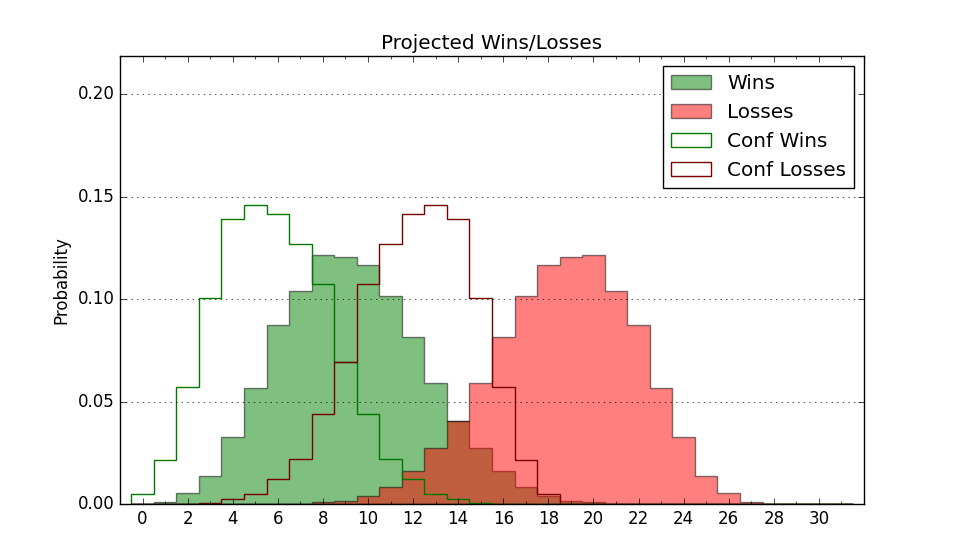 Projected Wins/Losses
Wins
Losses
Conf Wins
Conf Losses
Probability
0.20
0.15
0.10
0.05
0.00
0 2 4 6 8 10 12 14 16 18 20 22 24 26 28 30